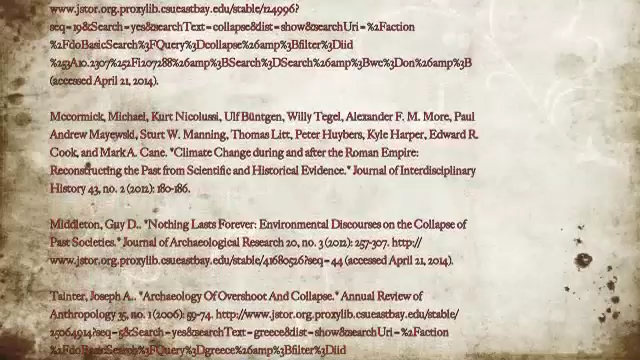 www.jstor.org.proxylib.csueastbay.edu/stable/124996?
seq=19&Search=yes&searchText=collapse&list=show&searchUri=%2Faction
%2FdoBasicSearch%3FQuery%3Dcollapse%26amp%3Bfilter%3Diid
%253A10.2307%252Fi207288%26amp%3BSearch%3DSearch%26amp%3Bwc%3Don%26amp%3B
(accessed April 21, 2014).
Mccormick, Michael, Kurt Nicolussi, Ulf Büntgen, Willy Tegel, Alexander F. M. More, Paul
Andrew Mayewski, Sturt W. Manning, Thomas Litt, Peter Huybers, Kyle Harper, Edward R.
Cook, and Mark A. Cane. "Climate Change during and after the Roman Empire:
Reconstructing the Past from Scientific and Historical Evidence." Journal of Interdisciplinary
History 43, no. 2 (2012): 180-186.
Middleton, Guy D.. "Nothing Lasts Forever: Environmental Discourses on the Collapse of
Past Societies." Journal of Archaeological Research 20, no. 3 (2012): 257-307. http://
www.jstor.org.proxylib.csueastbay.edu/stable/41680526?seq=44 (accessed April 21, 2014).
Tainter, Joseph A.. "Archaeology Of Overshoot And Collapse." Annual Review of
Anthropology 35, no. 1 (2006): 59-74. http://www.jstor.org.proxylib.csueastbay.edu/stable/
25064914?seq=5&Search=yes&searchText=greece&list=show&searchUri=%2Faction
%2FdoBasicSearch%3FQuery%3Dgreece%26amp%3Bfilter%3Diid